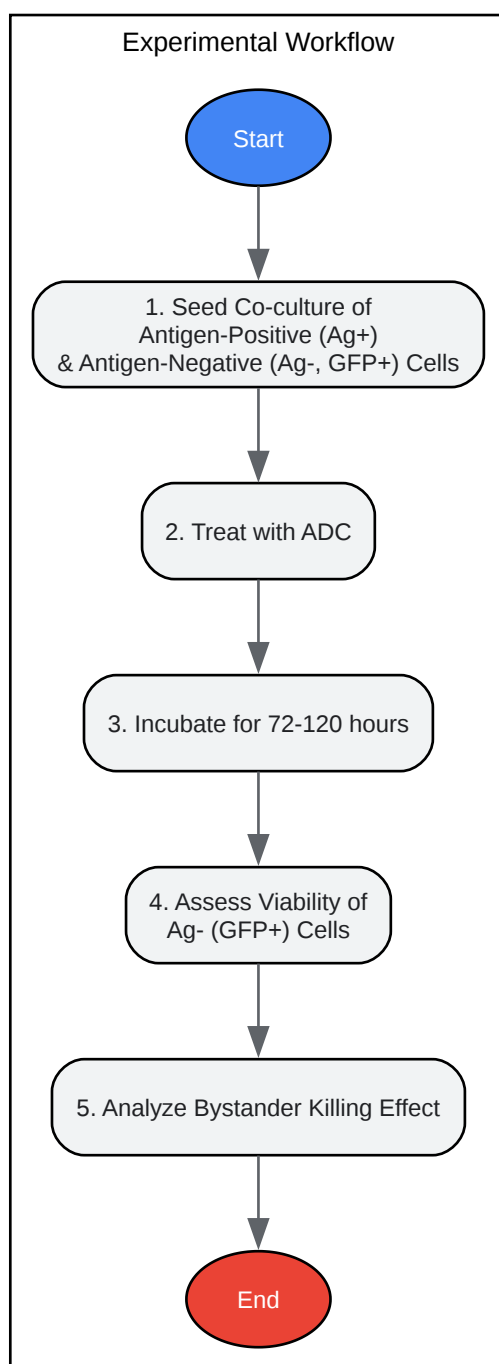 Experimental Workflow
Start
1. Seed Co-culture of
Antigen-Positive (Ag+)
& Antigen-Negative (Ag-, GFP+) Cells
2. Treat with ADC
3. Incubate for 72-120 hours
4. Assess Viability of
Ag- (GFP+) Cells
5. Analyze Bystander Killing Effect
End